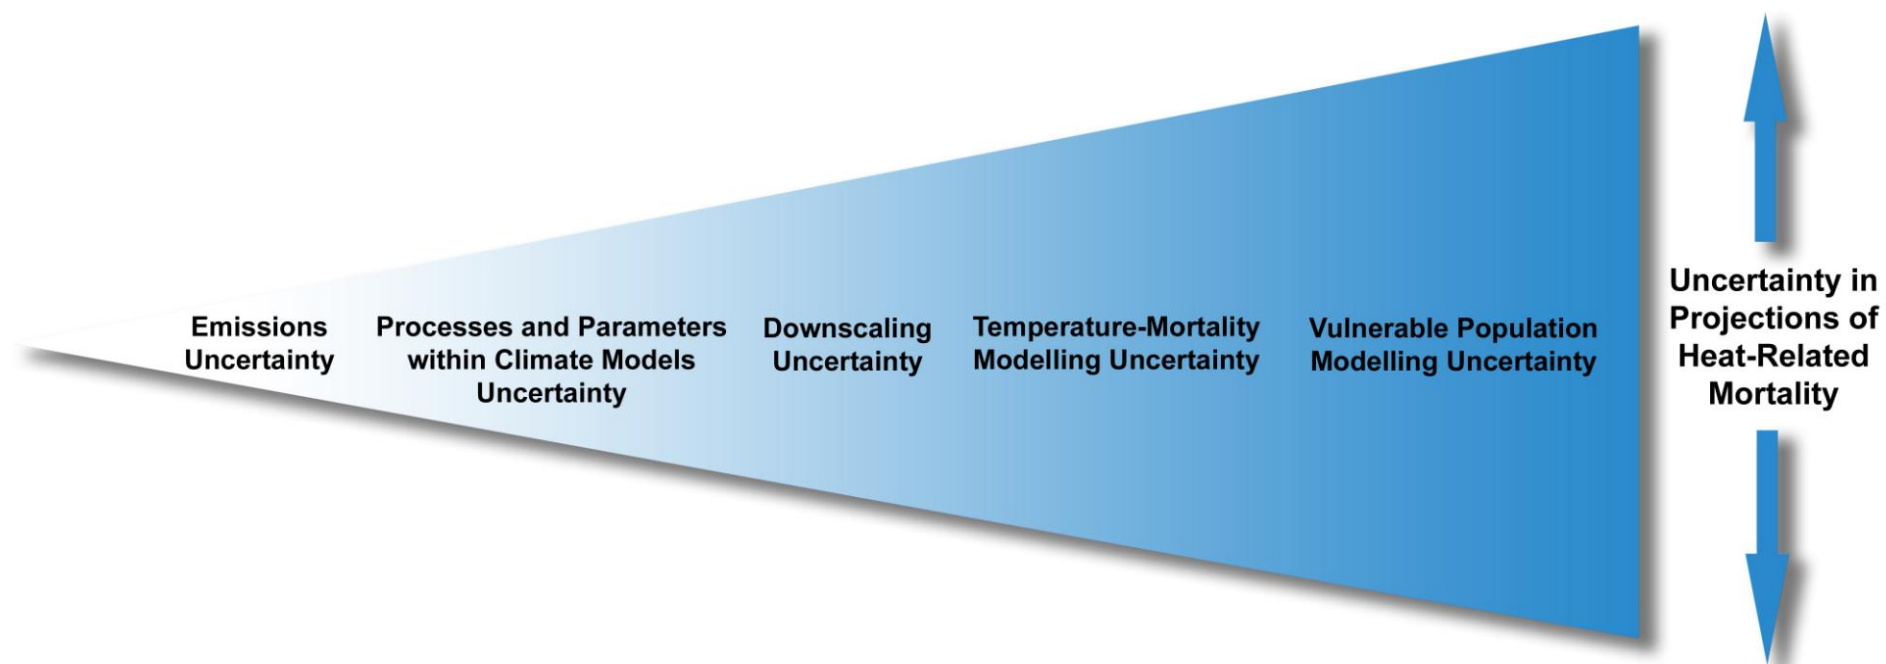 Emissions
Uncertainty
Processes and Parameters
within Climate Models
Uncertainty
Downscaling
Uncertainty
Temperature-Mortality
Modelling Uncertainty
Vulnerable Population
Modelling Uncertainty
Uncertainty in
Projections of
Heat-Related
Mortality